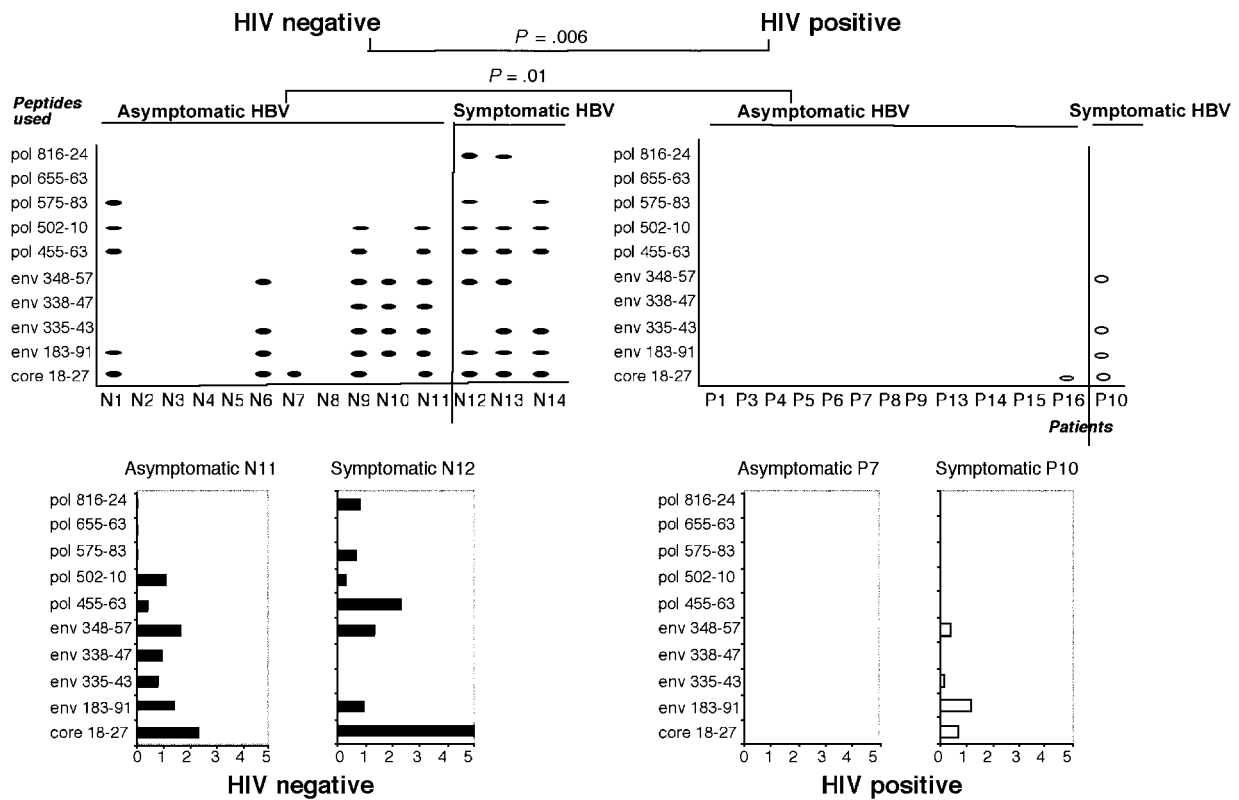 HIV negative HIV positive
P = .006
P = .01
Peptides used
Asymptomatic HBV Symptomatic HBV Asymptomatic HBV Symptomatic HBV
pol 816-24 pol 816-24
pol 655-63 pol 655-63
pol 575-83 pol 575-83
pol 502-10 pol 502-10
pol 455-63 pol 455-63
env 348-57 env 348-57
env 338-47 env 338-47
env 335-43 env 335-43
env 183-91 env 183-91
core 18-27 core 18-27
N1 N2 N3 N4 N5 N6 N7 N8 N9 N10 N11 N12 N13 N14 P1 P3 P4 P5 P6 P7 P8 P9 P13 P14 P15 P16 P10
Patients
Asymptomatic N11 Symptomatic N12 Asymptomatic P7 Symptomatic P10
pol 816-24 pol 816-24
pol 655-63 pol 655-63
pol 575-83 pol 575-83
pol 502-10 pol 502-10
pol 455-63 pol 455-63
env 348-57 env 348-57
env 338-47 env 338-47
env 335-43 env 335-43
env 183-91 env 183-91
core 18-27 core 18-27
0 1 2 3 4 5 0 1 2 3 4 5 0 1 2 3 4 5 0 1 2 3 4 5
HIV negative HIV positive